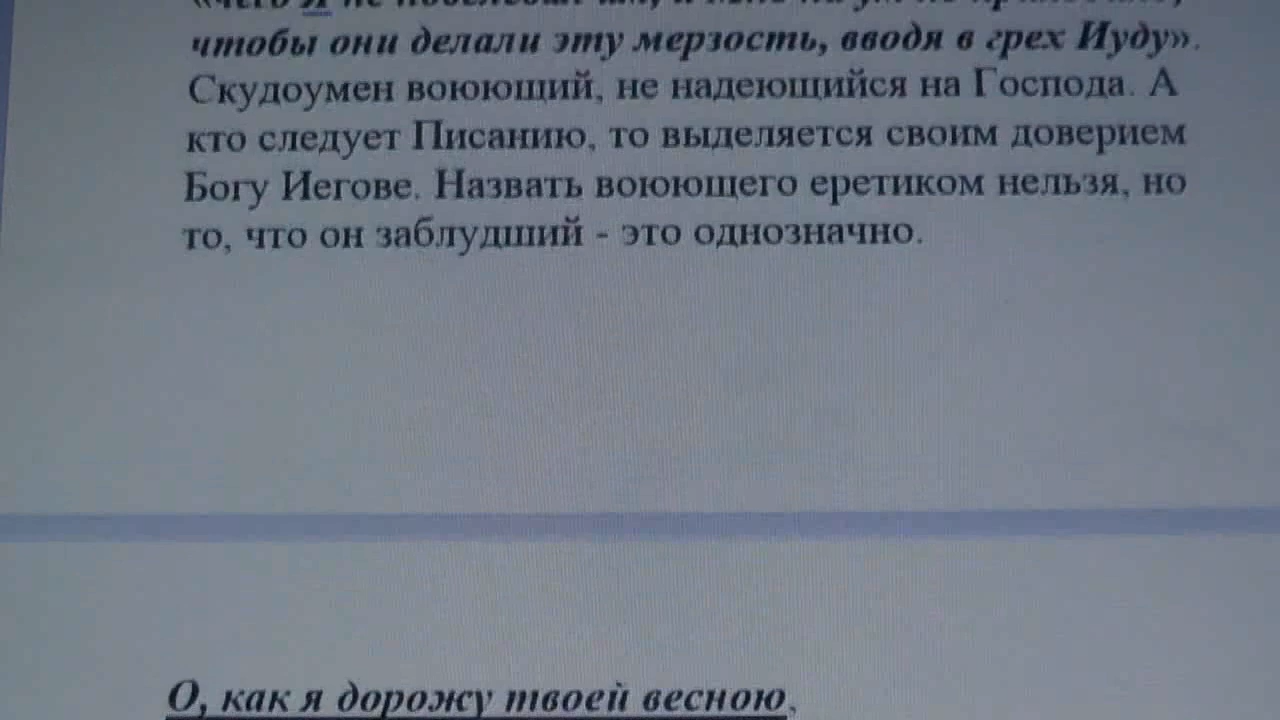 чтобы они делали эту мерзость, вводя в грех Иуду».
Скудоумен воюющий, не надеющийся на Господа. А
кто следует Писанию, то выделяется своим доверием
Богу Иегове. Назвать воюющего еретиком нельзя, но
то, что он заблудший - это однозначно.
О, как я дорожу твоей весною,